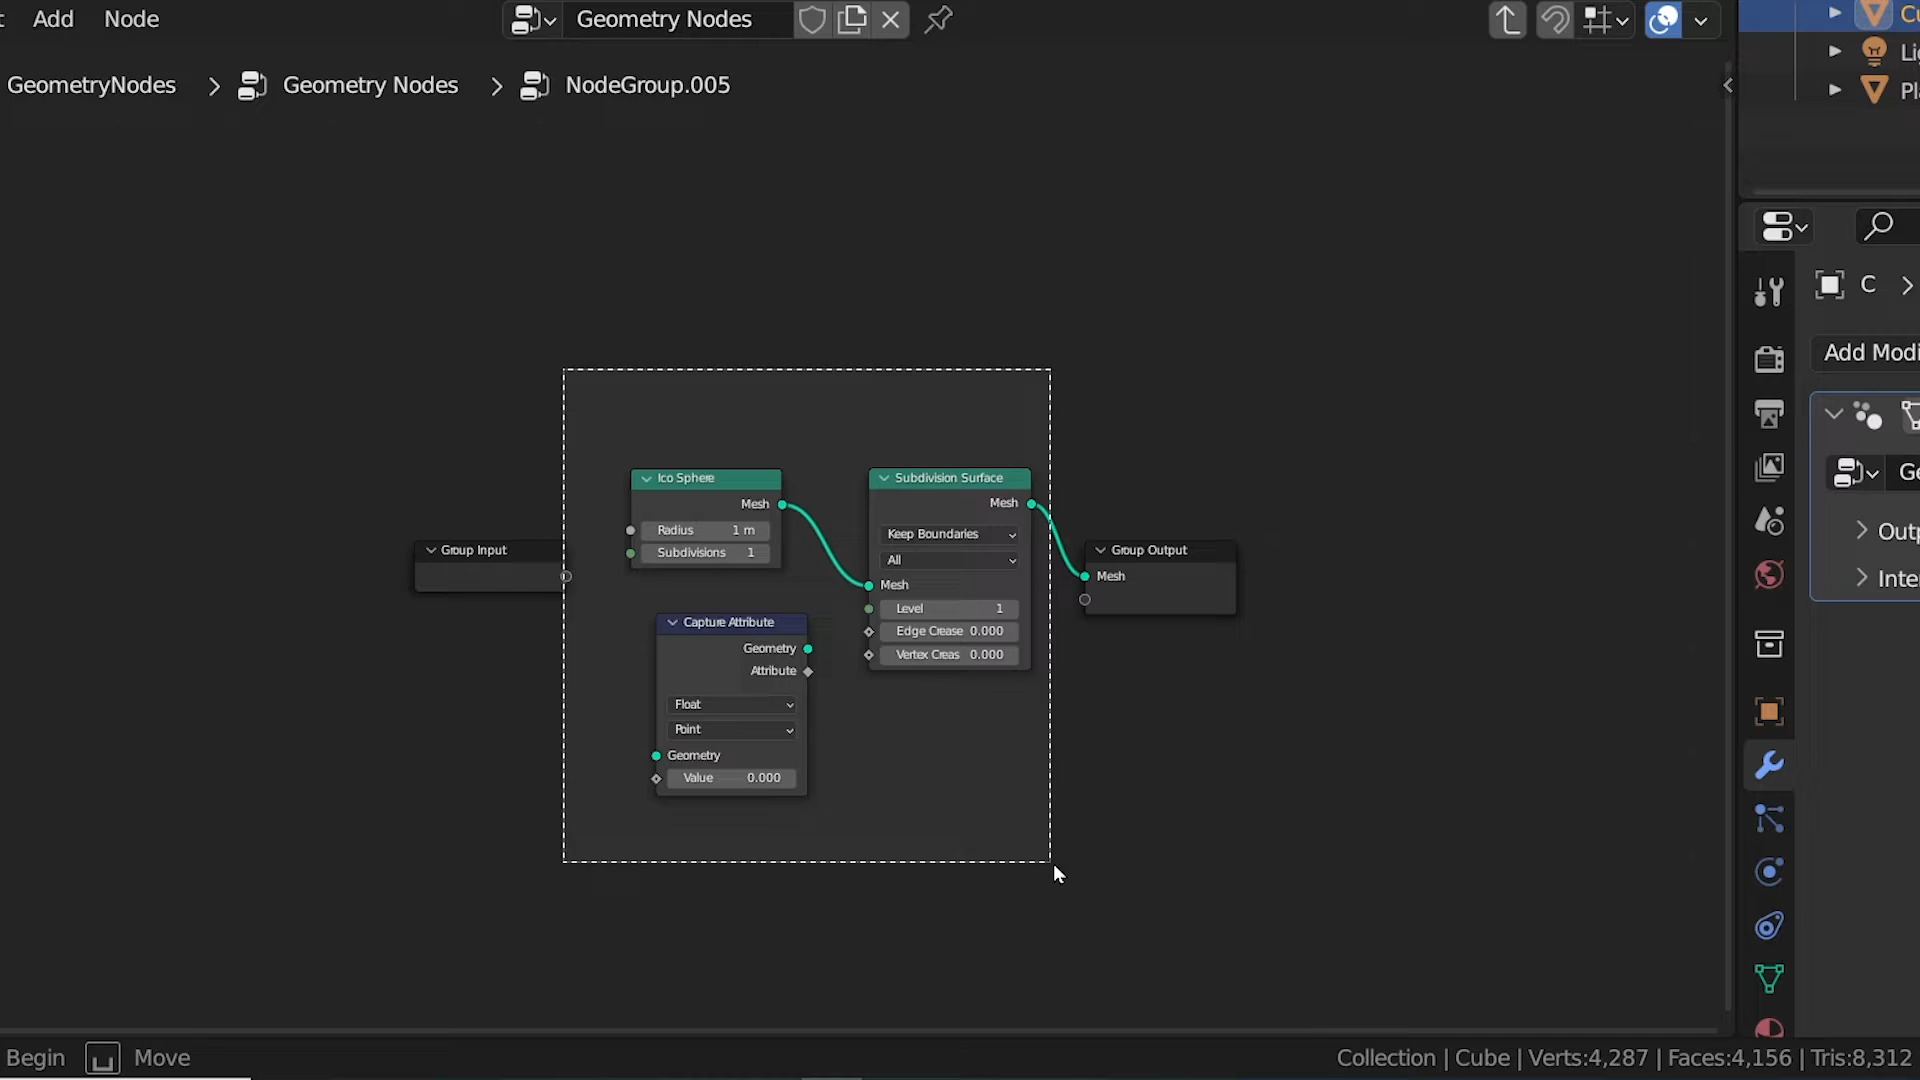 Add Node
Geometry Nodes
GeometryNodes > Geometry Nodes > NodeGroup.005
Ico Sphere
Mesh
Radius 1 m
Subdivisions 1
Subdivision Surface
Mesh
Keep Boundaries
All
Mesh
Level 1
Edge Crease 0.000
Vertex Creas 0.000
Group Input
Group Output
Mesh
Capture Attribute
Geometry
Attribute
Float
Point
Geometry
Value 0.000
C >
Add Modi
Ge
Outp
Inter
Begin Move
Collection | Cube | Verts:4,287 | Faces:4,156 | Tris:8,312